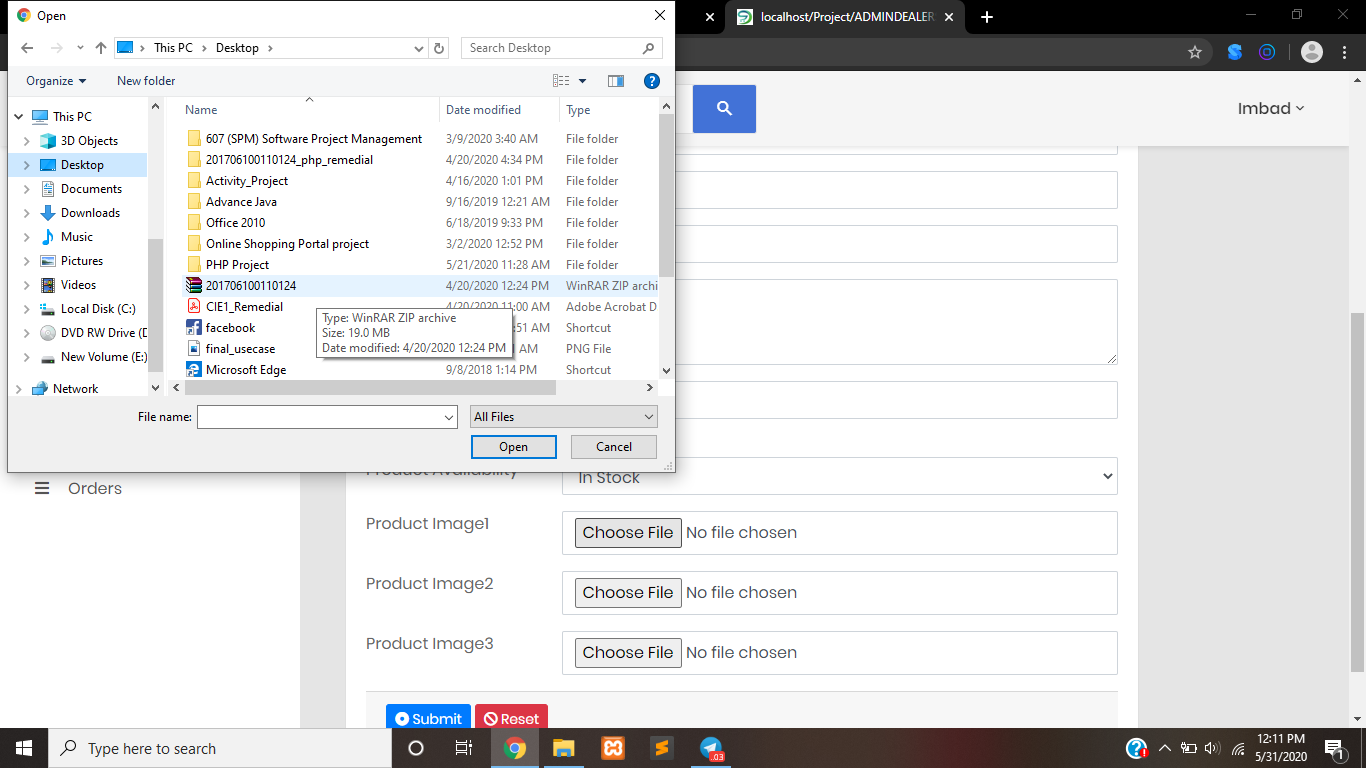 Open
localhost/Project/ADMINDEALER
This PC
Desktop
Search Desktop
Organize
New folder
Name
Date modified
Type
This PC
3D Objects
Desktop
Documents
Downloads
Music
Pictures
Videos
Local Disk (C:)
DVD RW Drive (D
New Volume (E:)
Network
607 (SPM) Software Project Management 3/9/2020 3:40 AM File folder
201706100110124_php_remedial 4/20/2020 4:34 PM File folder
Activity_Project 4/16/2020 1:01 PM File folder
Advance Java 9/16/2019 12:21 AM File folder
Office 2010 6/18/2019 9:33 PM File folder
Online Shopping Portal project 3/2/2020 12:52 PM File folder
PHP Project 5/21/2020 11:28 AM File folder
201706100110124 4/20/2020 12:24 PM WinRAR ZIP archi
CIE1_Remedial 4/20/2020 11:00 AM Adobe Acrobat D
facebook :51 AM Shortcut
final_usecase AM PNG File
Microsoft Edge 9/8/2018 1:14 PM Shortcut
Type: WinRAR ZIP archive
Size: 19.0 MB
Date modified: 4/20/2020 12:24 PM
File name:
All Files
Open
Cancel
Imbad
Orders
Product Availability
In Stock
Product Image1
Choose File No file chosen
Product Image2
Choose File No file chosen
Product Image3
Choose File No file chosen
Submit
Reset
Type here to search
03
12:11 PM
5/31/2020
1